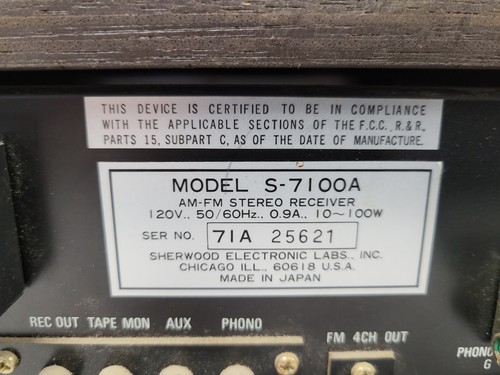 THIS DEVICE IS CERTIFIED TO BE IN COMPLIANCE
WITH THE APPLICABLE SECTIONS OF THE F.C.C., R.& R.,
PARTS 15, SUBPART C, AS OF THE DATE OF MANUFACTURE.
MODEL S-7100A
AM-FM STEREO RECEIVER
120V., 50/60Hz., 0.9A., 10~100W
SER NO. 71A 25621
SHERWOOD ELECTRONIC LABS., INC.
CHICAGO ILL., 60618 U.S.A.
MADE IN JAPAN
REC OUT TAPE MON AUX PHONO
FM 4CH OUT
PHONO
G